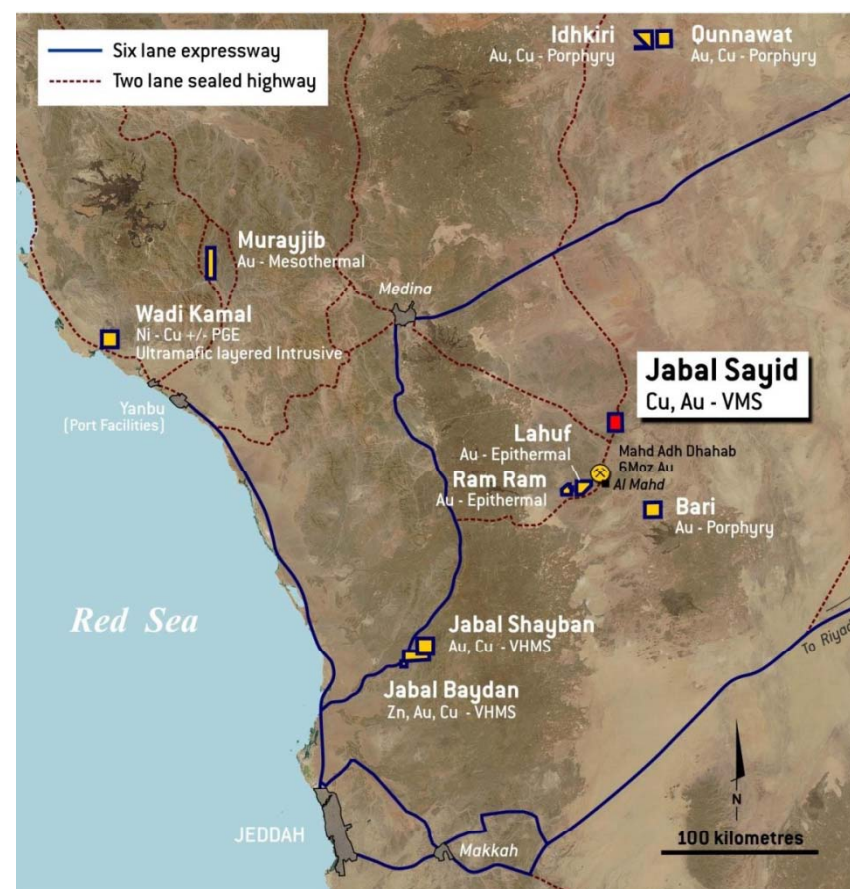 Six lane expressway
Two lane sealed highway
Idhkiri
Au, Cu - Porphyry
Qunnawat
Au, Cu - Porphyry
Murayjib
Au - Mesothermal
Medina
Wadi Kamal
Ni - Cu +/- PGE
Ultramafic layered Intrusive
Yanbu
(Port Facilities)
Jabal Sayid
Cu, Au - VMS
Lahuf
Au - Epithermal
Mahd Adh Dhahab
6Moz Au
Al Mahd
Ram Ram
Au - Epithermal
Bari
Au - Porphyry
Red Sea
Jabal Shayban
Au, Cu - VHMS
To Riyad
Jabal Baydan
Zn, Au, Cu - VHMS
N
JEDDAH
Makkah
100 kilometres